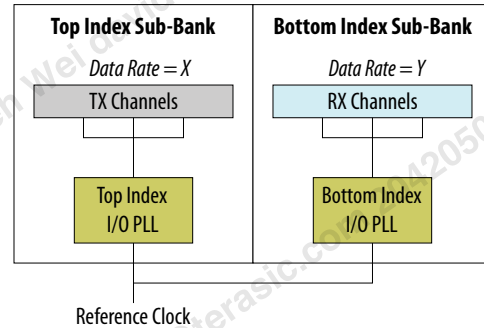 Top Index Sub-Bank
Data Rate = X
TX Channels
Top Index
I/O PLL
Bottom Index Sub-Bank
Data Rate = Y
RX Channels
Bottom Index
I/O PLL
Reference Clock